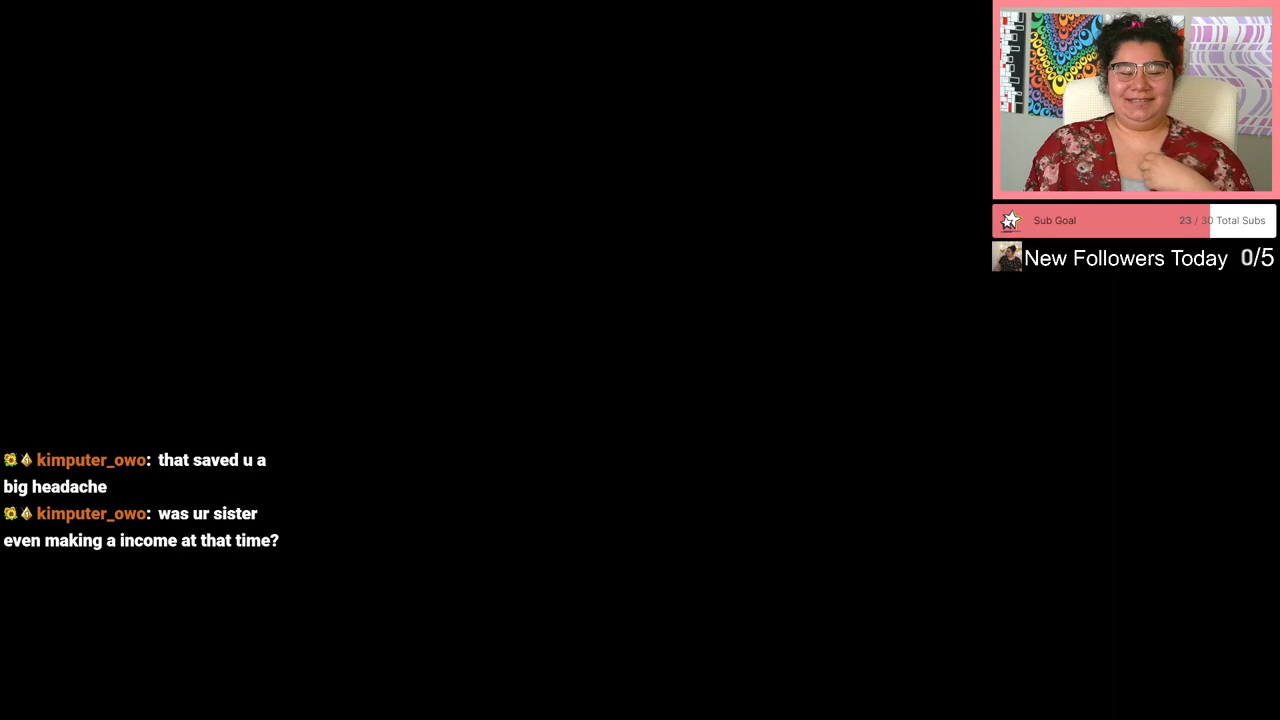 Sub Goal 23 / 30 Total Subs
New Followers Today 0/5
kimputer_owo: that saved u a
big headache
kimputer_owo: was ur sister
even making a income at that time?